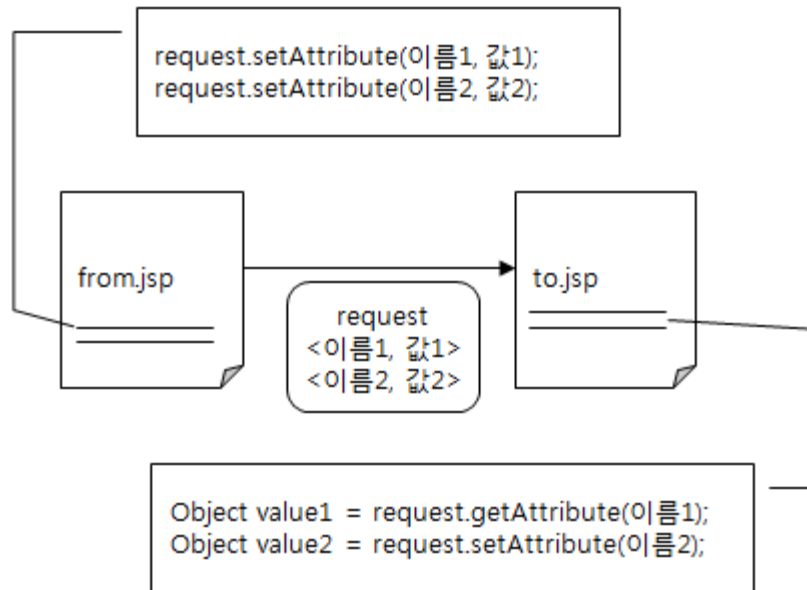 request.setAttribute(이름1, 값1);
request.setAttribute(이름2, 값2);
from.jsp
to.jsp
request
<이름1, 값1>
<이름2, 값2>
Object value1 = request.getAttribute(이름1);
Object value2 = request.setAttribute(이름2);